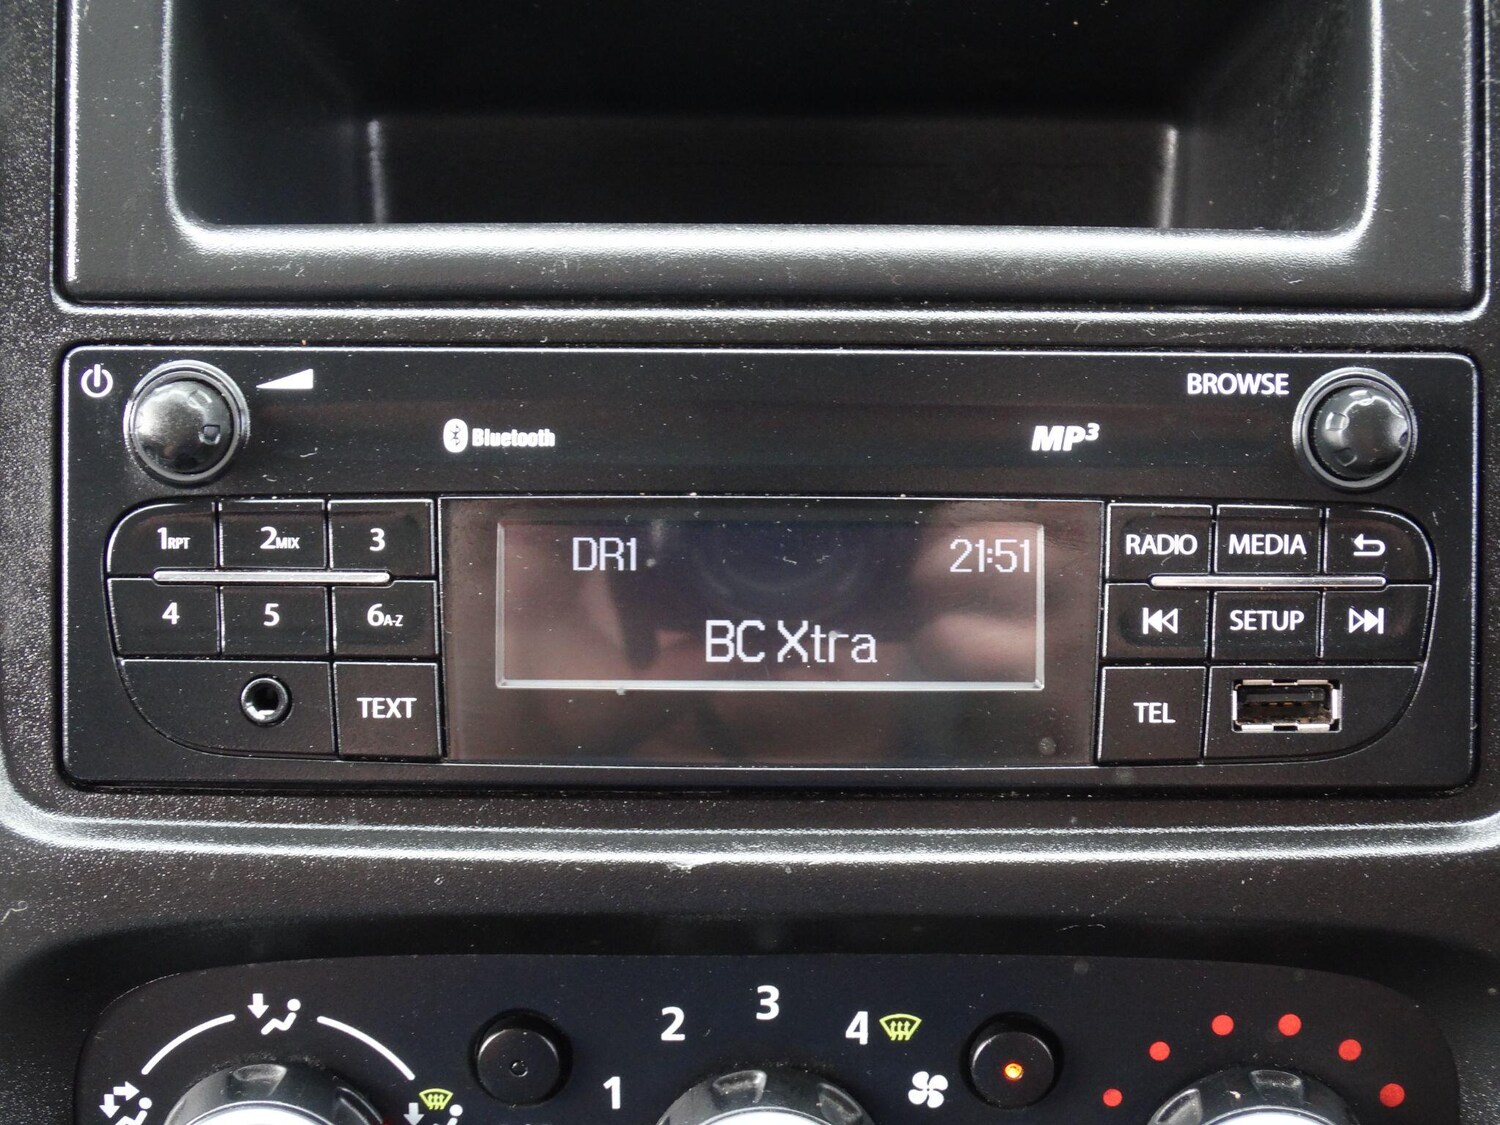 BROWSE
Bluetooth
MP3
1RPT 2MIX 3
DR1 21:51
RADIO MEDIA
4 5 6A-Z
BC Xtra
SETUP
TEXT
TEL
1 2 3 4